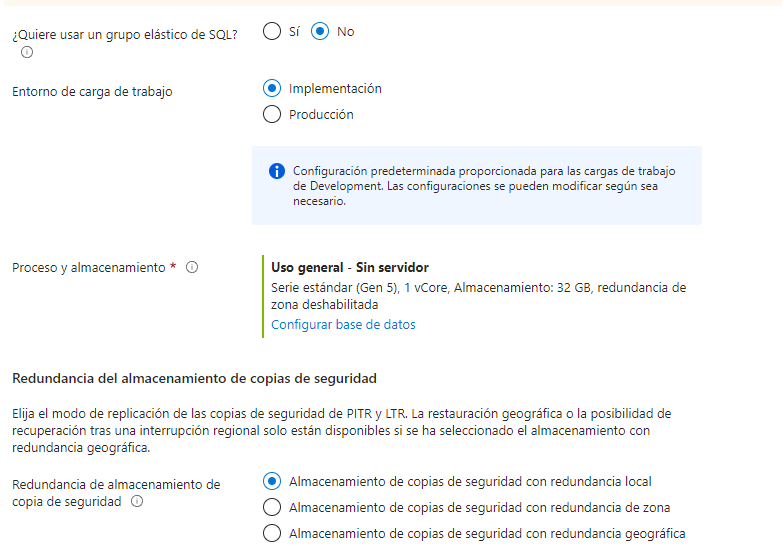 ¿Quiere usar un grupo elástico de SQL?
Sí
No
Entorno de carga de trabajo
Implementación
Producción
Configuración predeterminada proporcionada para las cargas de trabajo
de Development. Las configuraciones se pueden modificar según sea
necesario.
Proceso y almacenamiento *
Uso general - Sin servidor
Serie estándar (Gen 5), 1 vCore, Almacenamiento: 32 GB, redundancia de
zona deshabilitada
Configurar base de datos
Redundancia del almacenamiento de copias de seguridad
Elija el modo de replicación de las copias de seguridad de PITR y LTR. La restauración geográfica o la posibilidad de
recuperación tras una interrupción regional solo están disponibles si se ha seleccionado el almacenamiento con
redundancia geográfica.
Redundancia de almacenamiento de
copia de seguridad
Almacenamiento de copias de seguridad con redundancia local
Almacenamiento de copias de seguridad con redundancia de zona
Almacenamiento de copias de seguridad con redundancia geográfica